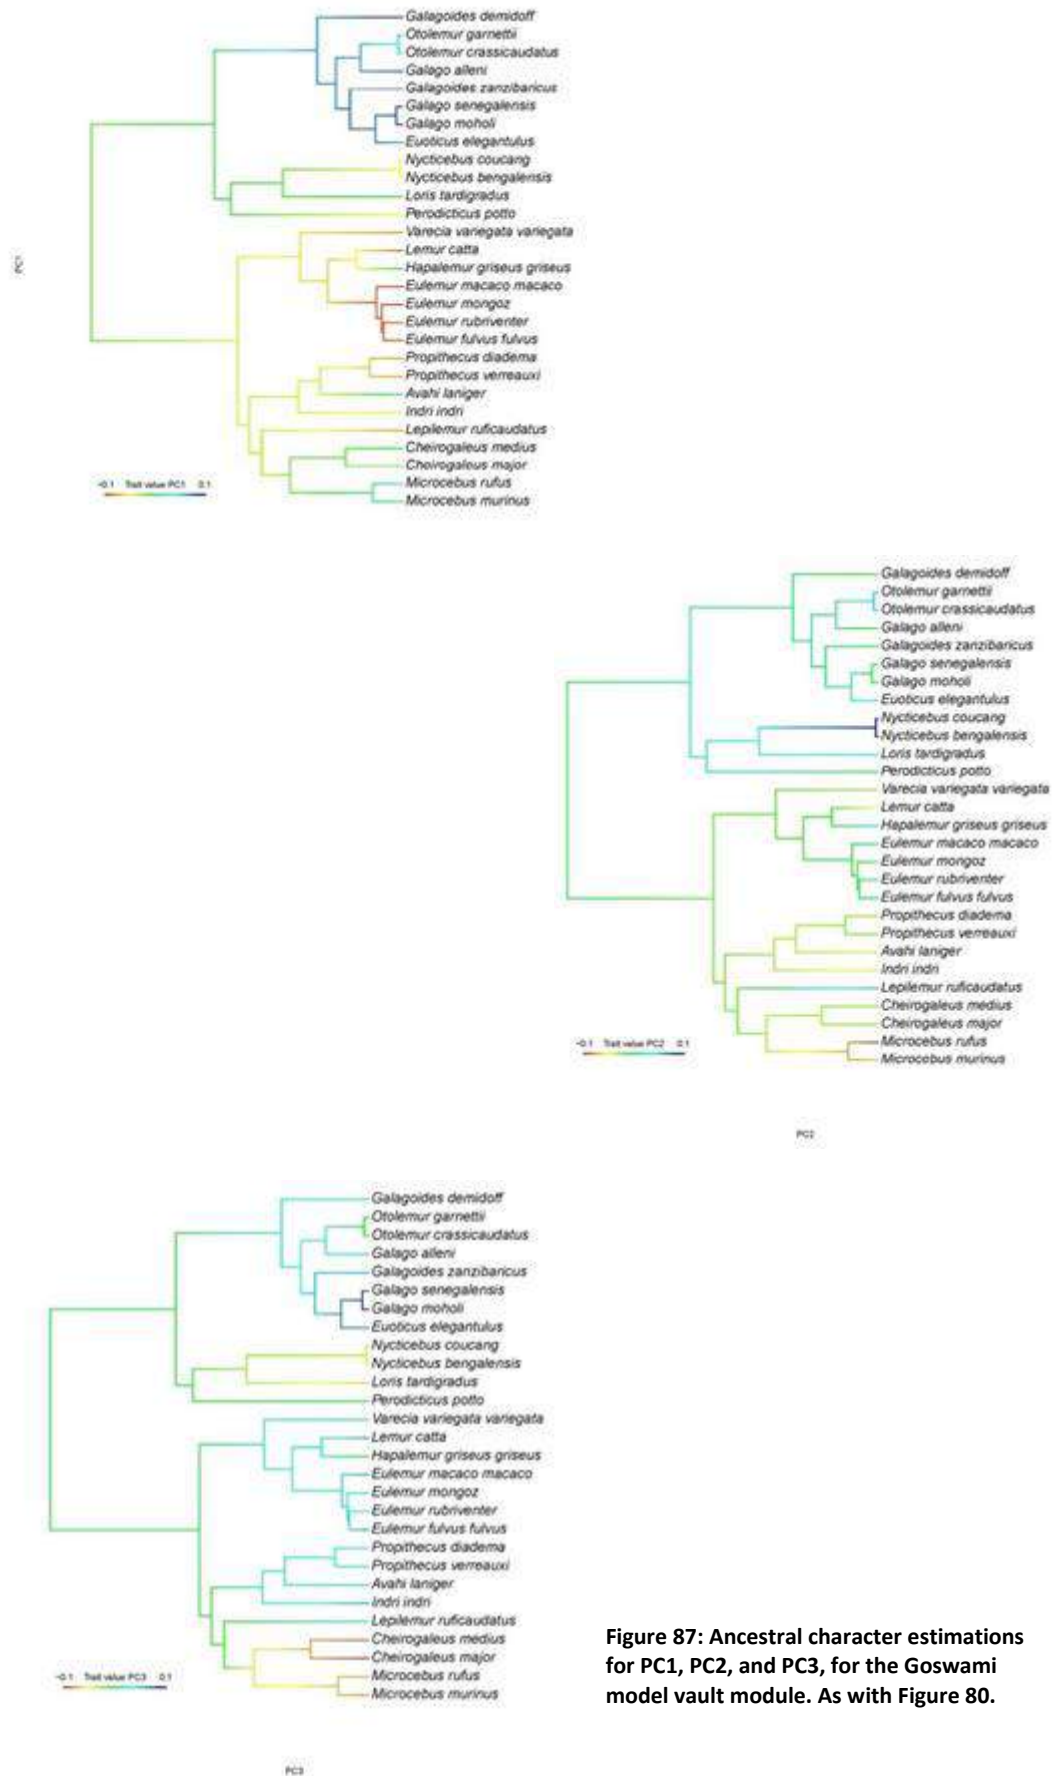 Galagoides demidoff
Otolemur garnettii
Otolemur crassicaudatus
Galago alleni
Galagoides zanzibaricus
Galago senegalensis
Galago moholi
Euoticus elegantulus
Nycticebus coucang
Nycticebus bengalensis
Loris tardigradus
Perodicticus potto
Varecia variegata variegata
Lemur catta
Hapalemur griseus griseus
Eulemur macaco macaco
Eulemur mongoz
Eulemur rubriventer
Eulemur fulvus fulvus
Propithecus diadema
Propithecus verreauxi
Avahi laniger
Indri indri
Lepilemur ruficaudatus
Cheirogaleus medius
Cheirogaleus major
Microcebus rufus
Microcebus murinus
PC1
-0.1 Trait value PC1 0.1
Galagoides demidoff
Otolemur garnettii
Otolemur crassicaudatus
Galago alleni
Galagoides zanzibaricus
Galago senegalensis
Galago moholi
Euoticus elegantulus
Nycticebus coucang
Nycticebus bengalensis
Loris tardigradus
Perodicticus potto
Varecia variegata variegata
Lemur catta
Hapalemur griseus griseus
Eulemur macaco macaco
Eulemur mongoz
Eulemur rubriventer
Eulemur fulvus fulvus
Propithecus diadema
Propithecus verreauxi
Avahi laniger
Indri indri
Lepilemur ruficaudatus
Cheirogaleus medius
Cheirogaleus major
Microcebus rufus
Microcebus murinus
-0.1 Trait value PC2 0.1
PC2
Galagoides demidoff
Otolemur garnettii
Otolemur crassicaudatus
Galago alleni
Galagoides zanzibaricus
Galago senegalensis
Galago moholi
Euoticus elegantulus
Nycticebus coucang
Nycticebus bengalensis
Loris tardigradus
Perodicticus potto
Varecia variegata variegata
Lemur catta
Hapalemur griseus griseus
Eulemur macaco macaco
Eulemur mongoz
Eulemur rubriventer
Eulemur fulvus fulvus
Propithecus diadema
Propithecus verreauxi
Avahi laniger
Indri indri
Lepilemur ruficaudatus
Cheirogaleus medius
Cheirogaleus major
Microcebus rufus
Microcebus murinus
-0.1 Trait value PC3 0.1
PC3
Figure 87: Ancestral character estimations
for PC1, PC2, and PC3, for the Goswami
model vault module. As with Figure 80.